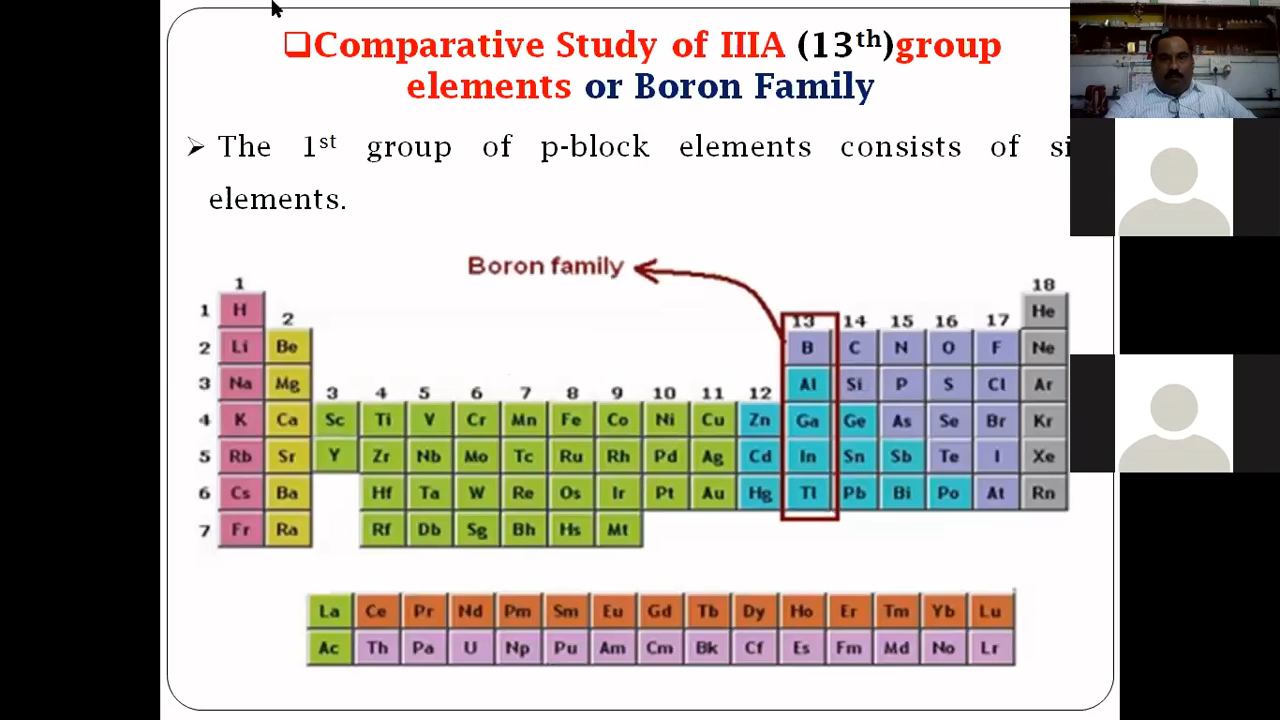 ❑Comparative Study of IIIA (13th)group
elements or Boron Family
➢ The 1st group of p-block elements consists of
elements.
Boron family
1 18
1 H 2 13 14 15 16 17 He
2 Li Be B C N O F Ne
3 Na Mg 3 4 5 6 7 8 9 10 11 12 Al Si P S Cl Ar
4 K Ca Sc Ti V Cr Mn Fe Co Ni Cu Zn Ga Ge As Se Br Kr
5 Rb Sr Y Zr Nb Mo Tc Ru Rh Pd Ag Cd In Sn Sb Te I Xe
6 Cs Ba Hf Ta W Re Os Ir Pt Au Hg Tl Pb Bi Po At Rn
7 Fr Ra Rf Db Sg Bh Hs Mt
La Ce Pr Nd Pm Sm Eu Gd Tb Dy Ho Er Tm Yb Lu
Ac Th Pa U Np Pu Am Cm Bk Cf Es Fm Md No Lr